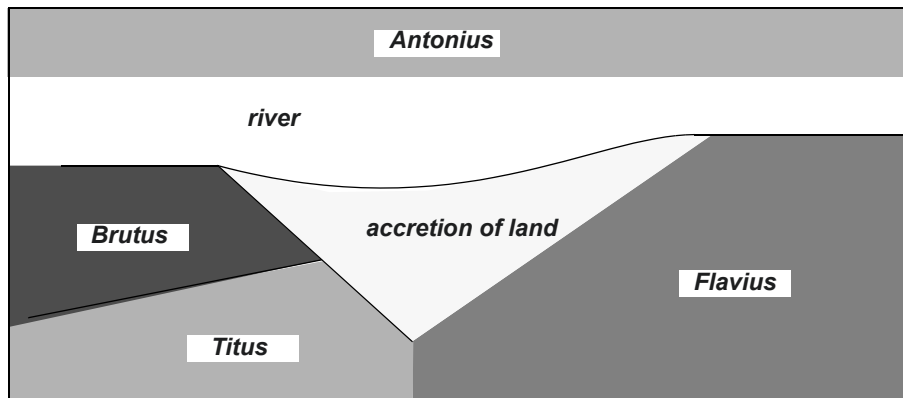 Antonius
river
Brutus
accretion of land
Flavius
Titus